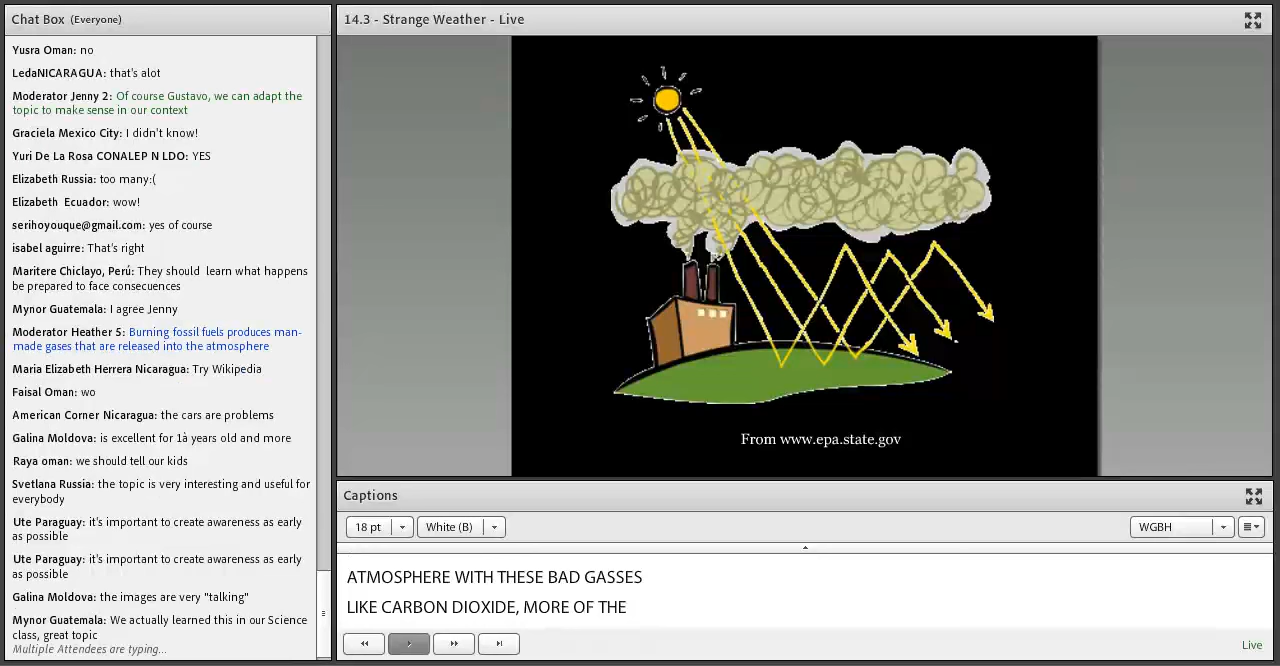 Chat Box (Everyone)
Yusra Oman: no
LedaNICARAGUA: that's alot
Moderator Jenny 2: Of course Gustavo, we can adapt the
topic to make sense in our context
Graciela Mexico City: I didn't know!
Yuri De La Rosa CONALEP N LDO: YES
Elizabeth Russia: too many:(
Elizabeth Ecuador: wow!
serihoyouque@gmail.com: yes of course
isabel aguirre: That's right
Maritere Chiclayo, Perú: They should learn what happens
be prepared to face consecuences
Mynor Guatemala: I agree Jenny
Moderator Heather 5: Burning fossil fuels produces man-
made gases that are released into the atmosphere
Maria Elizabeth Herrera Nicaragua: Try Wikipedia
Faisal Oman: wo
American Corner Nicaragua: the cars are problems
Galina Moldova: is excellent for 1à years old and more
Raya oman: we should tell our kids
Svetlana Russia: the topic is very interesting and useful for
everybody
Ute Paraguay: it's important to create awareness as early
as possible
Ute Paraguay: it's important to create awareness as early
as possible
Galina Moldova: the images are very "talking"
Mynor Guatemala: We actually learned this in our Science
class, great topic
Multiple Attendees are typing...
14.3 - Strange Weather - Live
From www.epa.state.gov
Captions
18 pt
White (B)
WGBH
ATMOSPHERE WITH THESE BAD GASSES
LIKE CARBON DIOXIDE, MORE OF THE
Live